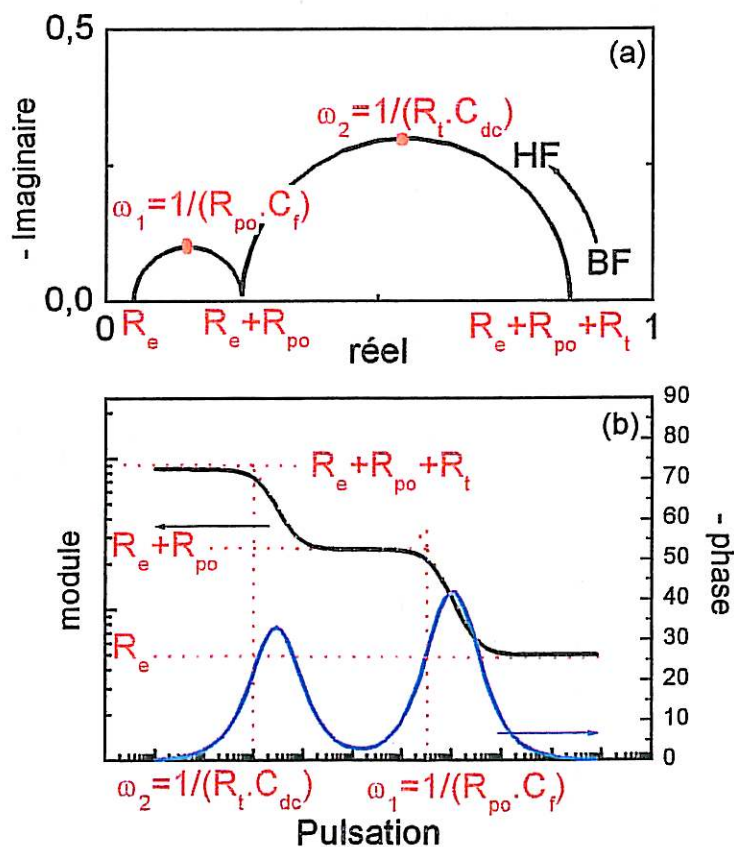 0,5
(a)
ω2=1/(Rt.Cdc)
HF
ω1=1/(Rpo.Cf)
BF
- Imaginaire
0,0
0
Re
Re+Rpo
Re+Rpo+Rt
1
réel
90
(b)
80
Re+Rpo+Rt
70
60
Re+Rpo
50
40
30
Re
20
10
0
module
- phase
ω2=1/(Rt.Cdc)
ω1=1/(Rpo.Cf)
Pulsation